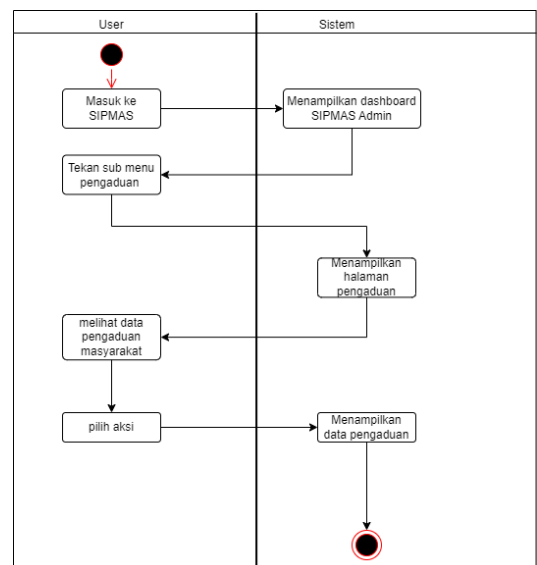 User
Sistem
Masuk ke
SIPMAS
Menampilkan dashboard
SIPMAS Admin
Tekan sub menu
pengaduan
Menampilkan
halaman
pengaduan
melihat data
pengaduan
masyarakat
pilih aksi
Menampilkan
data pengaduan